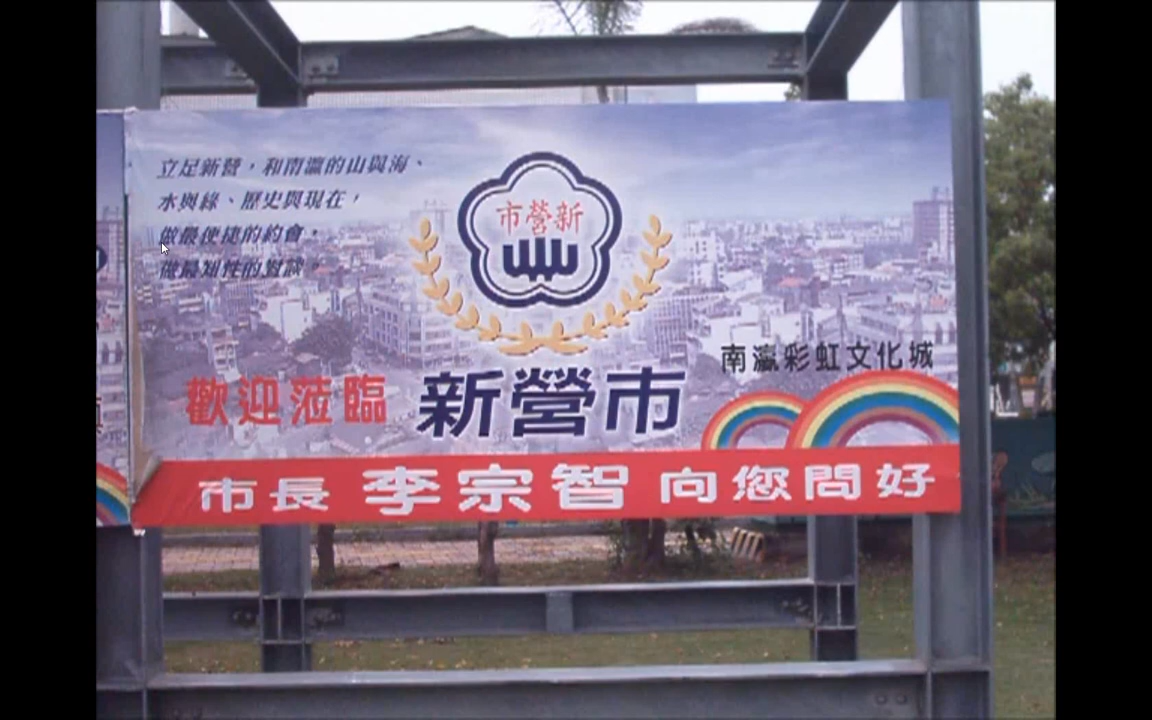 立足新營，和南瀛的山與海、
水與綠、歷史與現在，
做最便捷的約會，
做最知性的對談。
市營新
南瀛彩虹文化城
歡迎蒞臨 新營市
市長 李宗智 向您問好